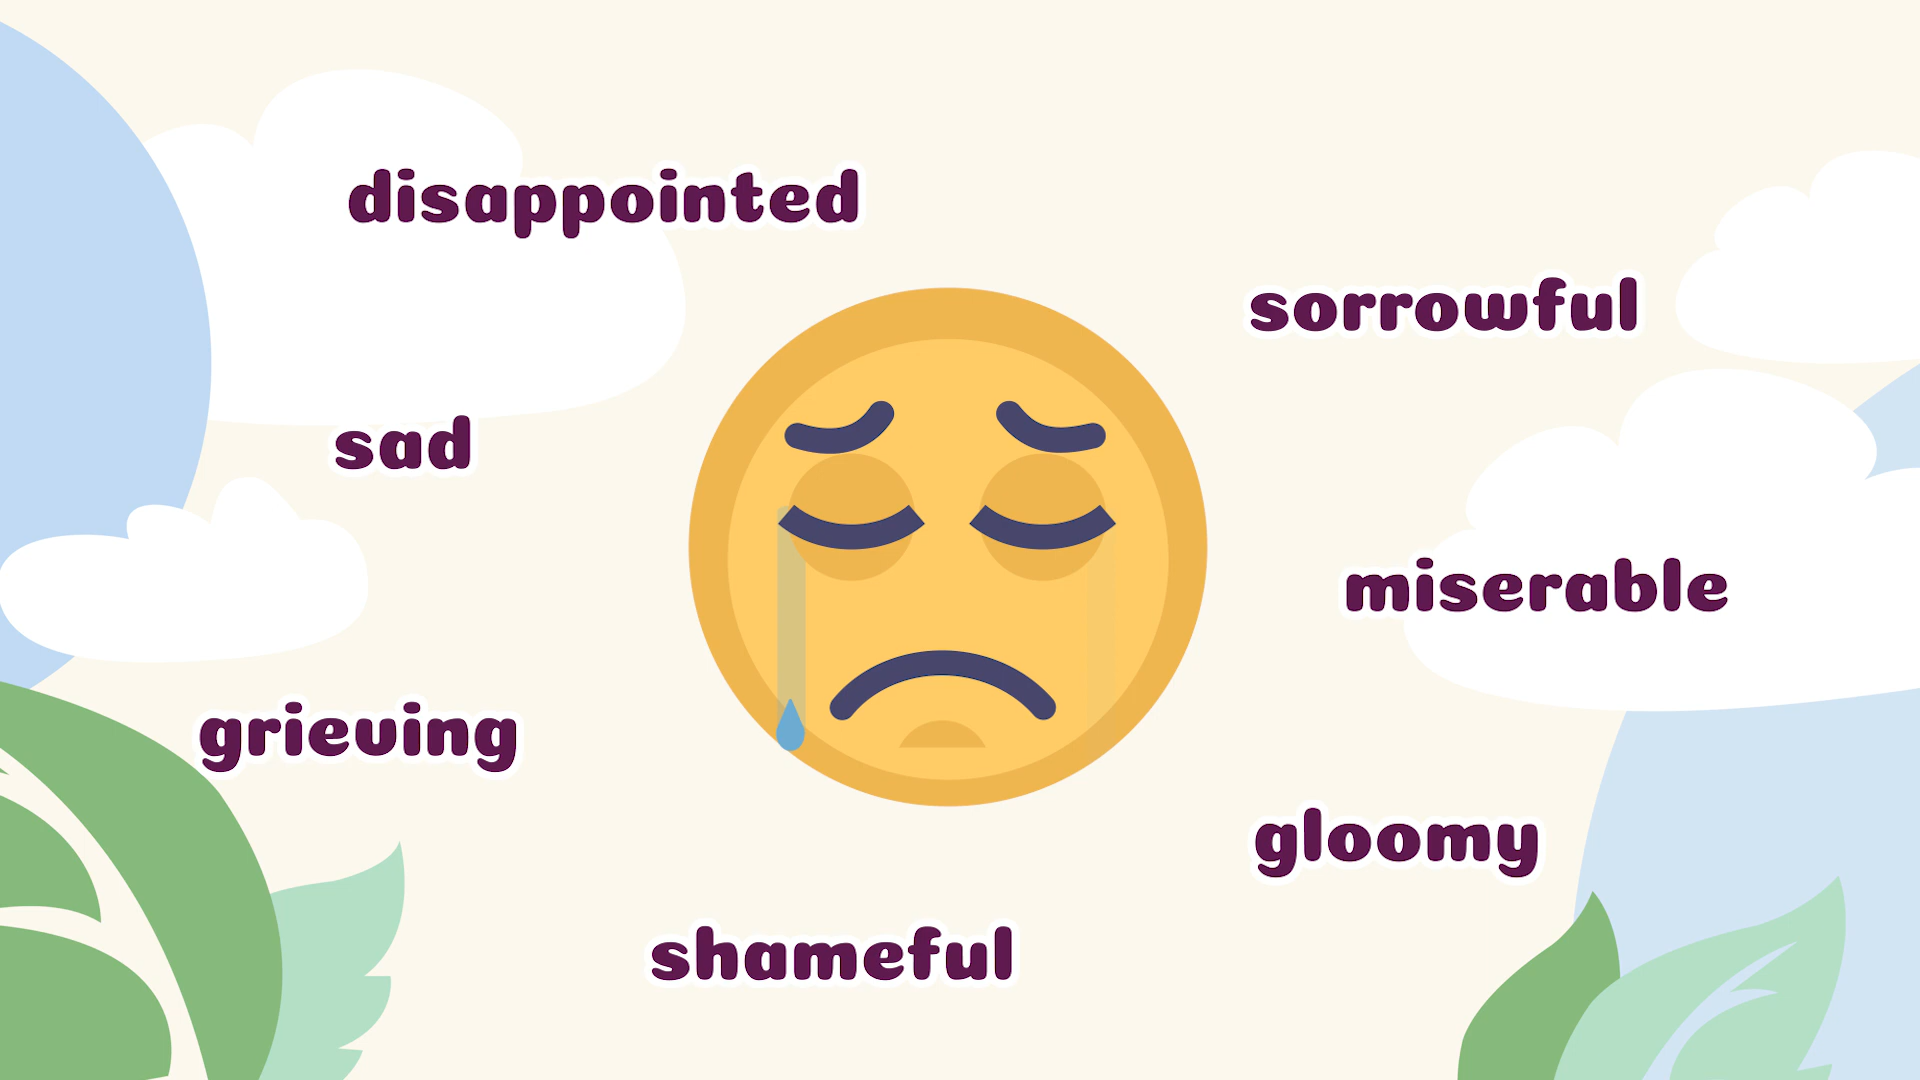 disappointed
sorrowful
sad
miserable
grieving
gloomy
shameful